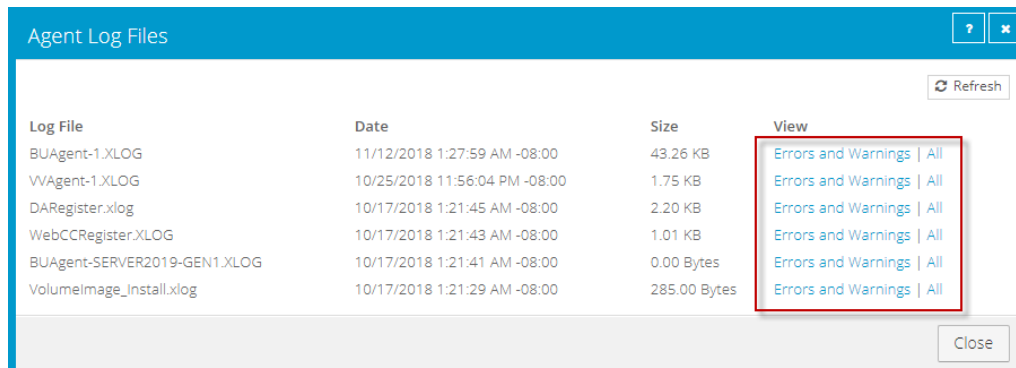 Agent Log Files
Refresh
Log File Date Size View
BUAgent-1.XLOG 11/12/2018 1:27:59 AM -08:00 43.26 KB Errors and Warnings | All
VVAgent-1.XLOG 10/25/2018 11:56:04 PM -08:00 1.75 KB Errors and Warnings | All
DARegister.xlog 10/17/2018 1:21:45 AM -08:00 2.20 KB Errors and Warnings | All
WebCCRegister.XLOG 10/17/2018 1:21:43 AM -08:00 1.01 KB Errors and Warnings | All
BUAgent-SERVER2019-GEN1.XLOG 10/17/2018 1:21:41 AM -08:00 0.00 Bytes Errors and Warnings | All
VolumeImage_Install.xlog 10/17/2018 1:21:29 AM -08:00 285.00 Bytes Errors and Warnings | All
Close